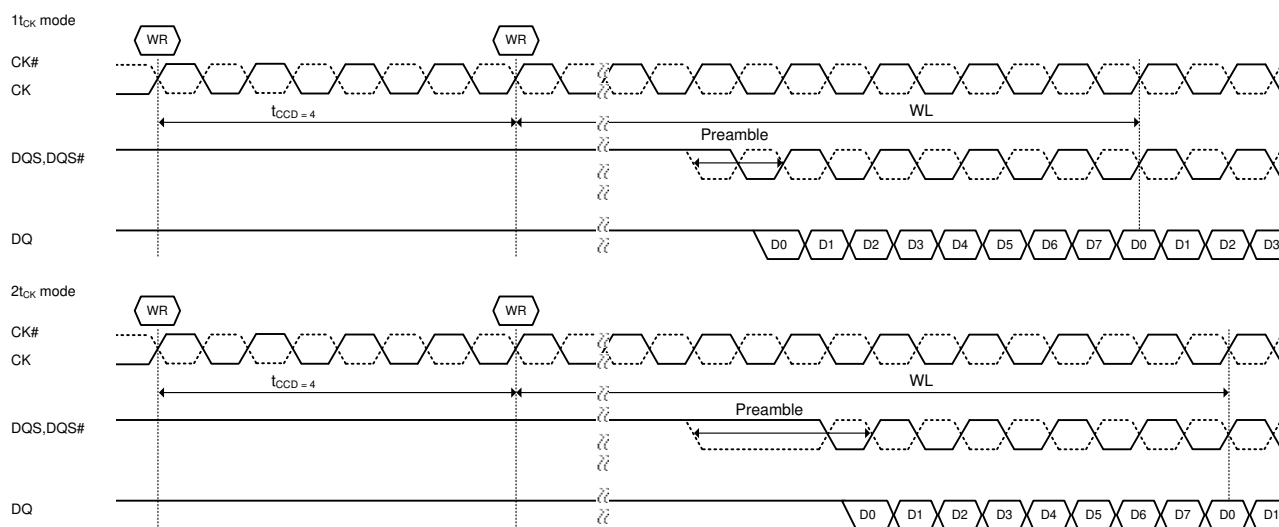 1tCK mode
WR WR
CK#
CK
tCCD = 4 WL
Preamble
DQS,DQS#
DQ D0 D1 D2 D3 D4 D5 D6 D7 D0 D1 D2 D3
2tCK mode
WR WR
CK#
CK
tCCD = 4 WL
Preamble
DQS,DQS#
DQ D0 D1 D2 D3 D4 D5 D6 D7 D0 D1